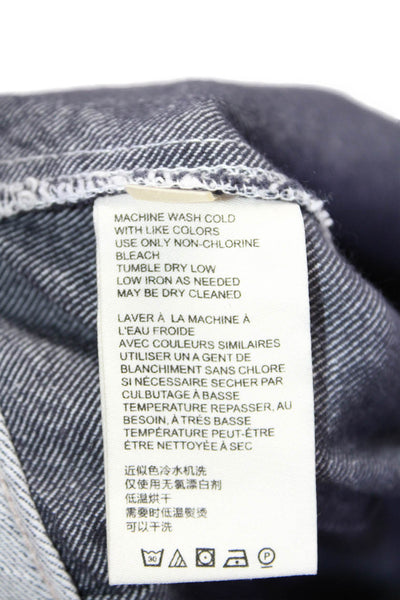 MACHINE WASH COLD
WITH LIKE COLORS
USE ONLY NON-CHLORINE
BLEACH
TUMBLE DRY LOW
LOW IRON AS NEEDED
MAY BE DRY CLEANED
LAVER À LA MACHINE À
L'EAU FROIDE
AVEC COULEURS SIMILAIRES
UTILISER UN AGENT DE
BLANCHIMENT SANS CHLORE
SI NÉCESSAIRE SECHER PAR
CULBUTAGE À BASSE
TEMPERATURE REPASSER, AU
BESOIN, À TRÈS BASSE
TEMPÉRATURE PEUT-ÉTRE
ÉTRE NETTOYÉE À SEC
近似色冷水机洗
仅使用无氯漂白剂
低温烘干
需要时低温熨烫
可以干洗
30 P